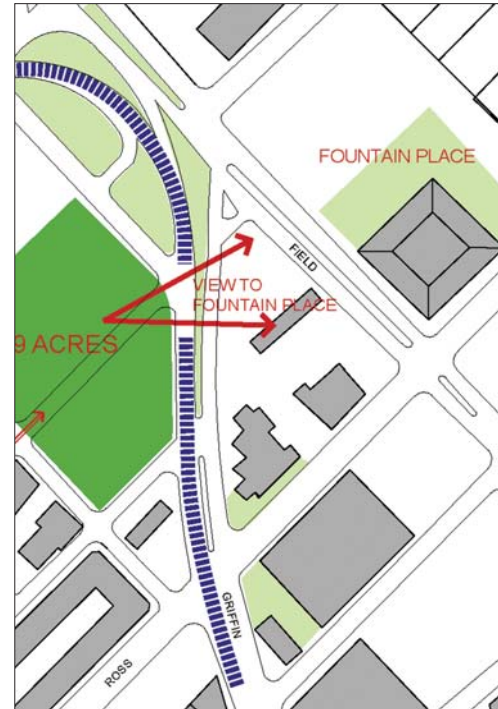 FOUNTAIN PLACE
FIELD
VIEW TO
FOUNTAIN PLACE
9 ACRES
GRIFFIN
ROSS